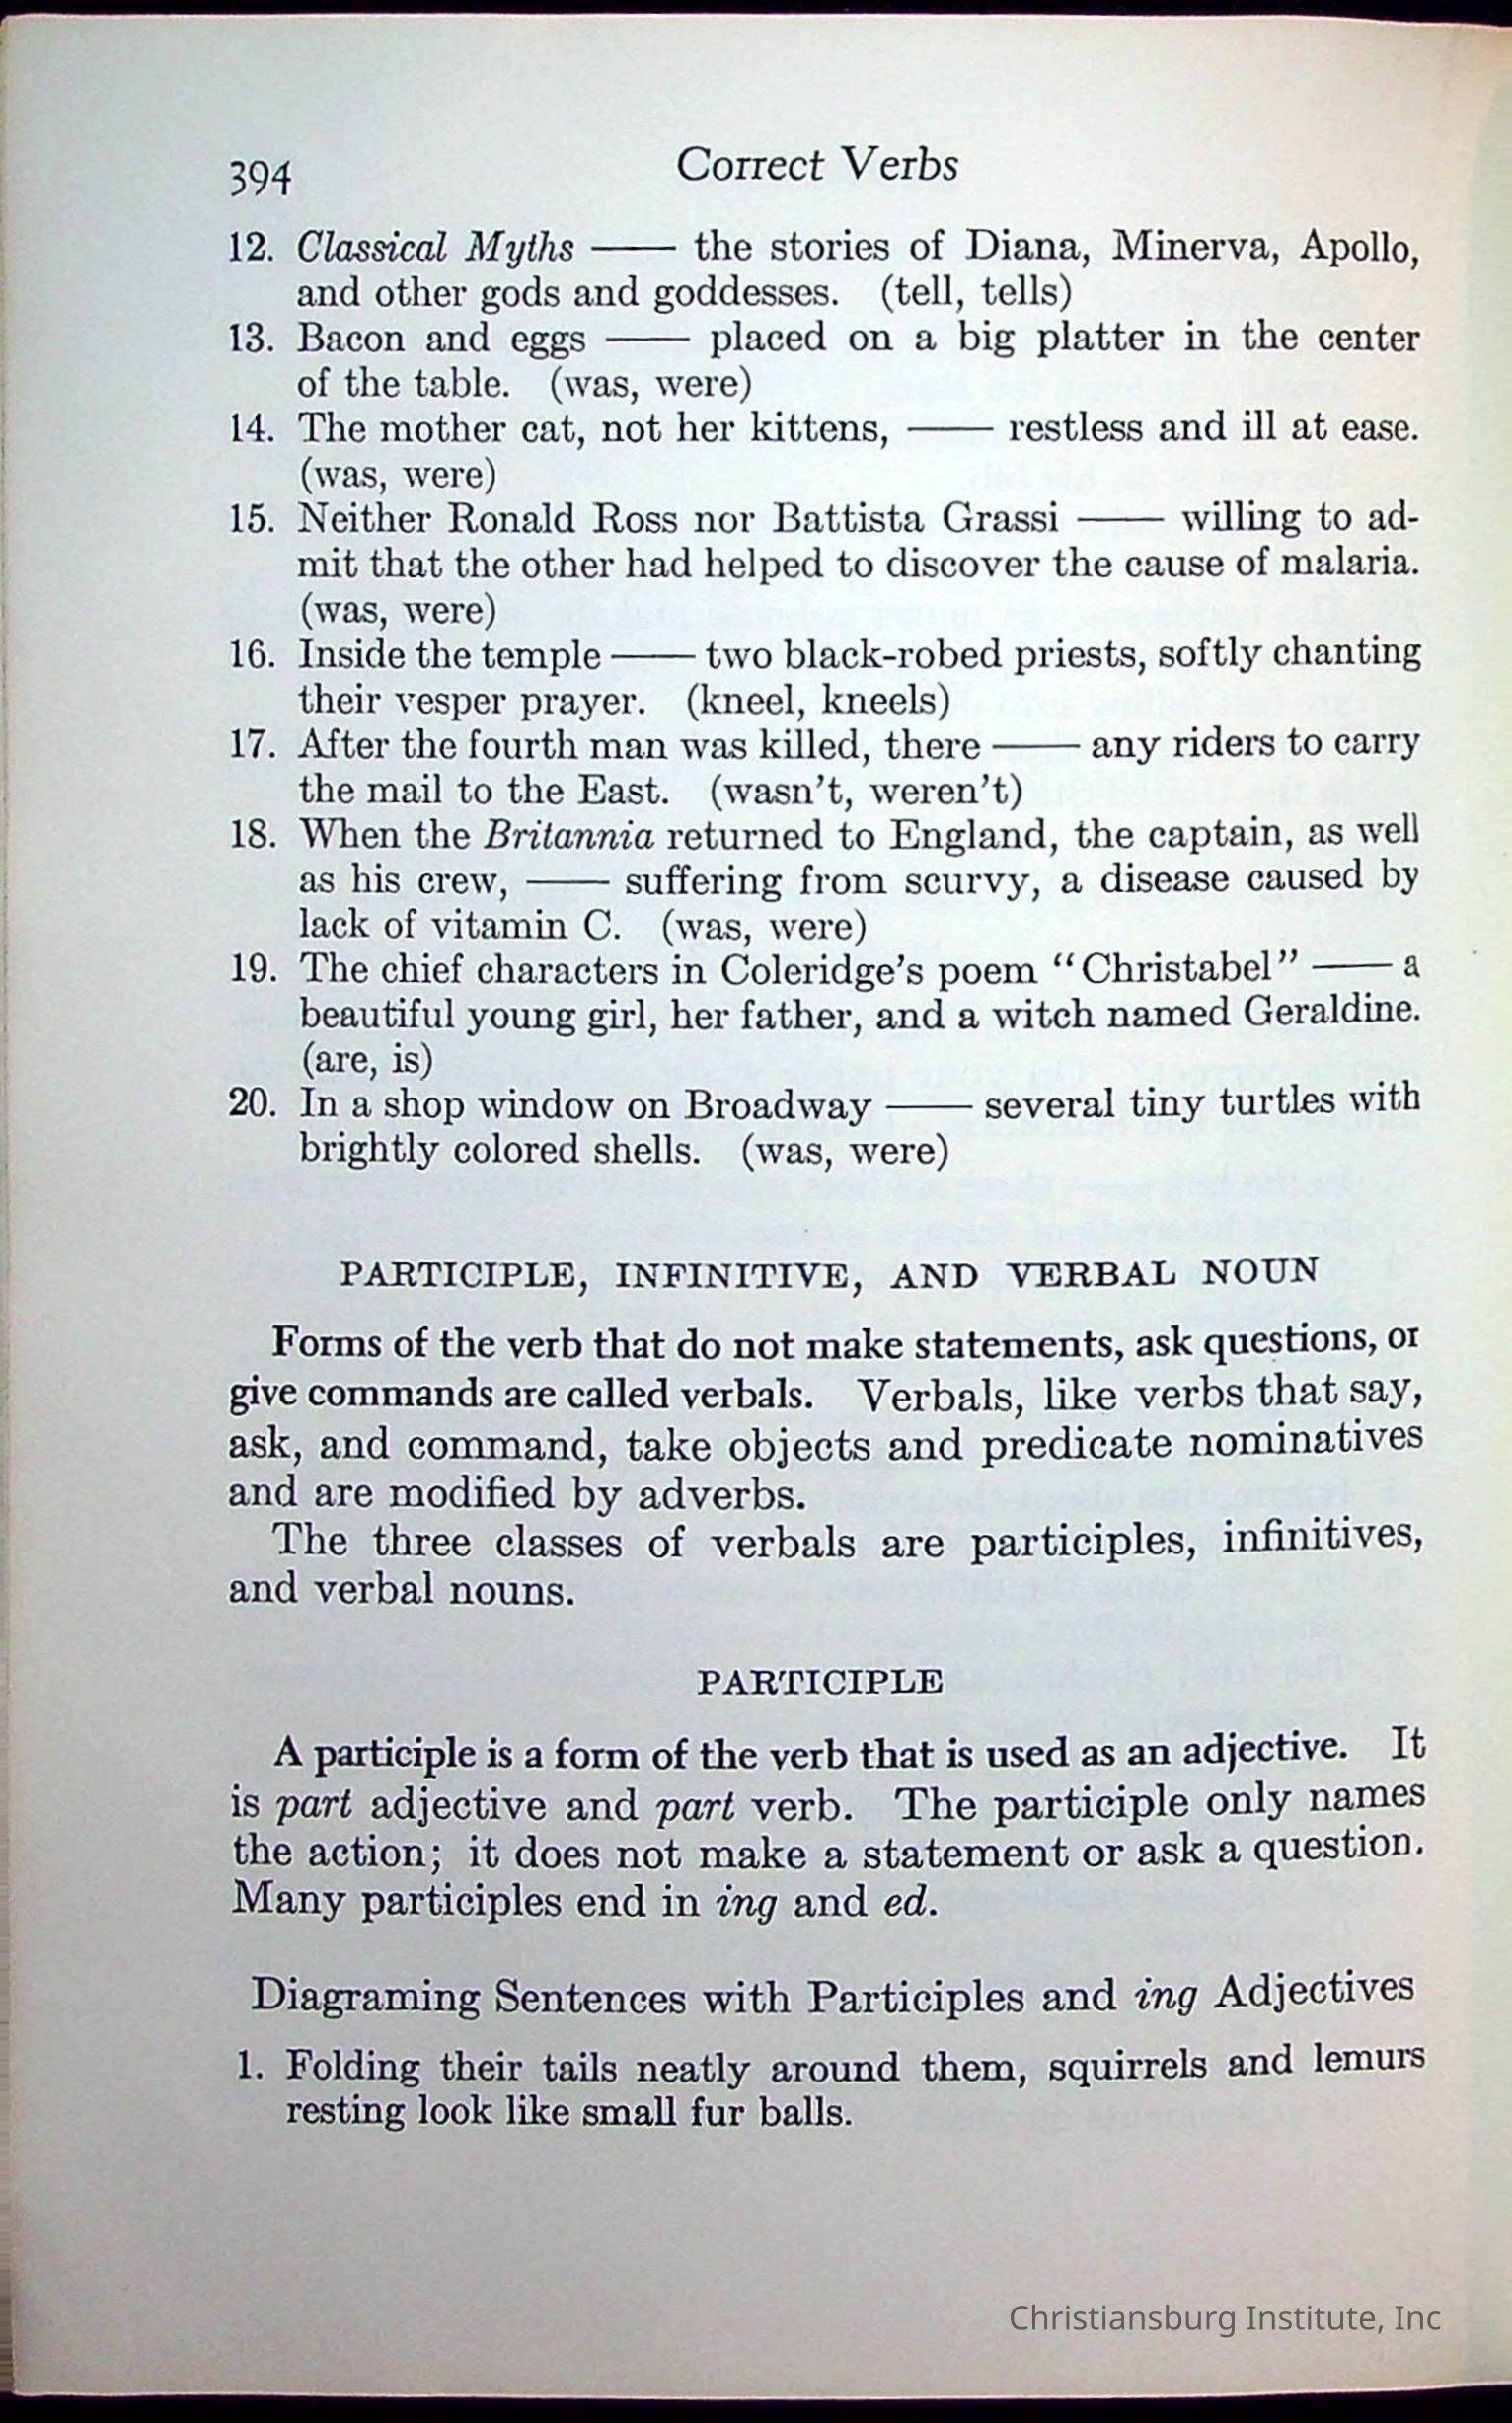 394
Correct Verbs
12. Classical Myths —— the stories of Diana, Minerva, Apollo,
and other gods and goddesses. (tell, tells)
13. Bacon and eggs —— placed on a big platter in the center
of the table. (was, were)
14. The mother cat, not her kittens, —— restless and ill at ease.
(was, were)
15. Neither Ronald Ross nor Battista Grassi —— willing to ad-
mit that the other had helped to discover the cause of malaria.
(was, were)
16. Inside the temple —— two black-robed priests, softly chanting
their vesper prayer. (kneel, kneels)
17. After the fourth man was killed, there —— any riders to carry
the mail to the East. (wasn't, weren't)
18. When the Britannia returned to England, the captain, as well
as his crew, —— suffering from scurvy, a disease caused by
lack of vitamin C. (was, were)
19. The chief characters in Coleridge's poem "Christabel" —— a
beautiful young girl, her father, and a witch named Geraldine.
(are, is)
20. In a shop window on Broadway —— several tiny turtles with
brightly colored shells. (was, were)
PARTICIPLE, INFINITIVE, AND VERBAL NOUN
Forms of the verb that do not make statements, ask questions, or
give commands are called verbals. Verbals, like verbs that say,
ask, and command, take objects and predicate nominatives
and are modified by adverbs.
The three classes of verbals are participles, infinitives,
and verbal nouns.
PARTICIPLE
A participle is a form of the verb that is used as an adjective. It
is part adjective and part verb. The participle only names
the action; it does not make a statement or ask a question.
Many participles end in ing and ed.
Diagraming Sentences with Participles and ing Adjectives
1. Folding their tails neatly around them, squirrels and lemurs
resting look like small fur balls.
Christiansburg Institute, Inc